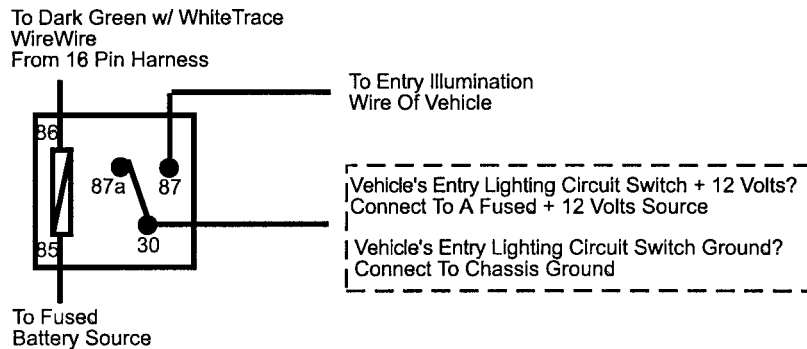 To Dark Green w/ WhiteTrace
WireWire
From 16 Pin Harness
To Entry Illumination
Wire Of Vehicle
86
87a
87
30
85
Vehicle's Entry Lighting Circuit Switch + 12 Volts?
Connect To A Fused + 12 Volts Source
Vehicle's Entry Lighting Circuit Switch Ground?
Connect To Chassis Ground
To Fused
Battery Source